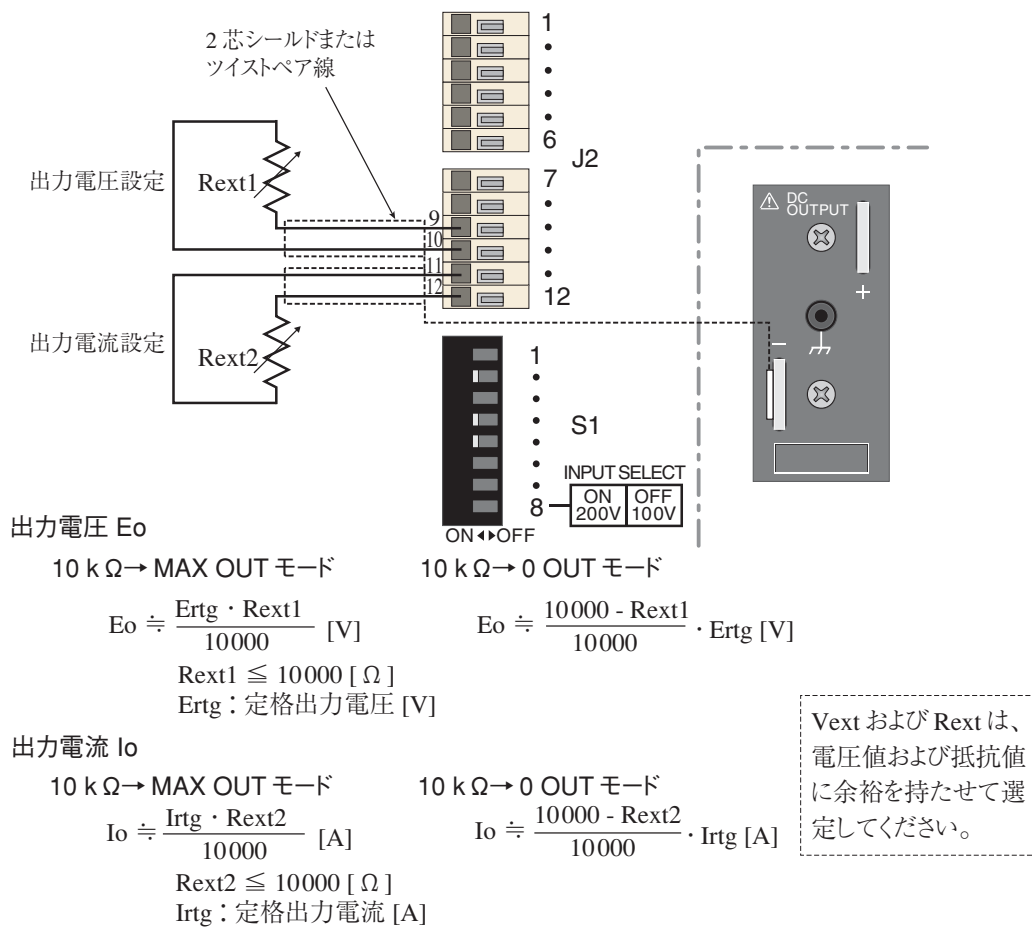 2 芯シールドまたは
ツイストペア線
1
6
J2
7
12
出力電圧設定
Rext1
9
10
11
12
出力電流設定
Rext2
⚠ DC
OUTPUT
+
−
1
S1
INPUT SELECT
8
ON
200V
OFF
100V
ON◀▶OFF
出力電圧 Eo
10 k Ω→ MAX OUT モード
Eo ≒ Ertg · Rext1
10000
[V]
Rext1 ≦ 10000 [ Ω ]
Ertg：定格出力電圧 [V]
10 k Ω→ 0 OUT モード
Eo ≒ 10000 - Rext1
10000
· Ertg [V]
出力電流 Io
10 k Ω→ MAX OUT モード
Io ≒ Irtg · Rext2
10000
[A]
Rext2 ≦ 10000 [ Ω ]
Irtg：定格出力電流 [A]
10 k Ω→ 0 OUT モード
Io ≒ 10000 - Rext2
10000
· Irtg [A]
Vext および Rext は、
電圧値および抵抗値
に余裕を持たせて選
定してください。